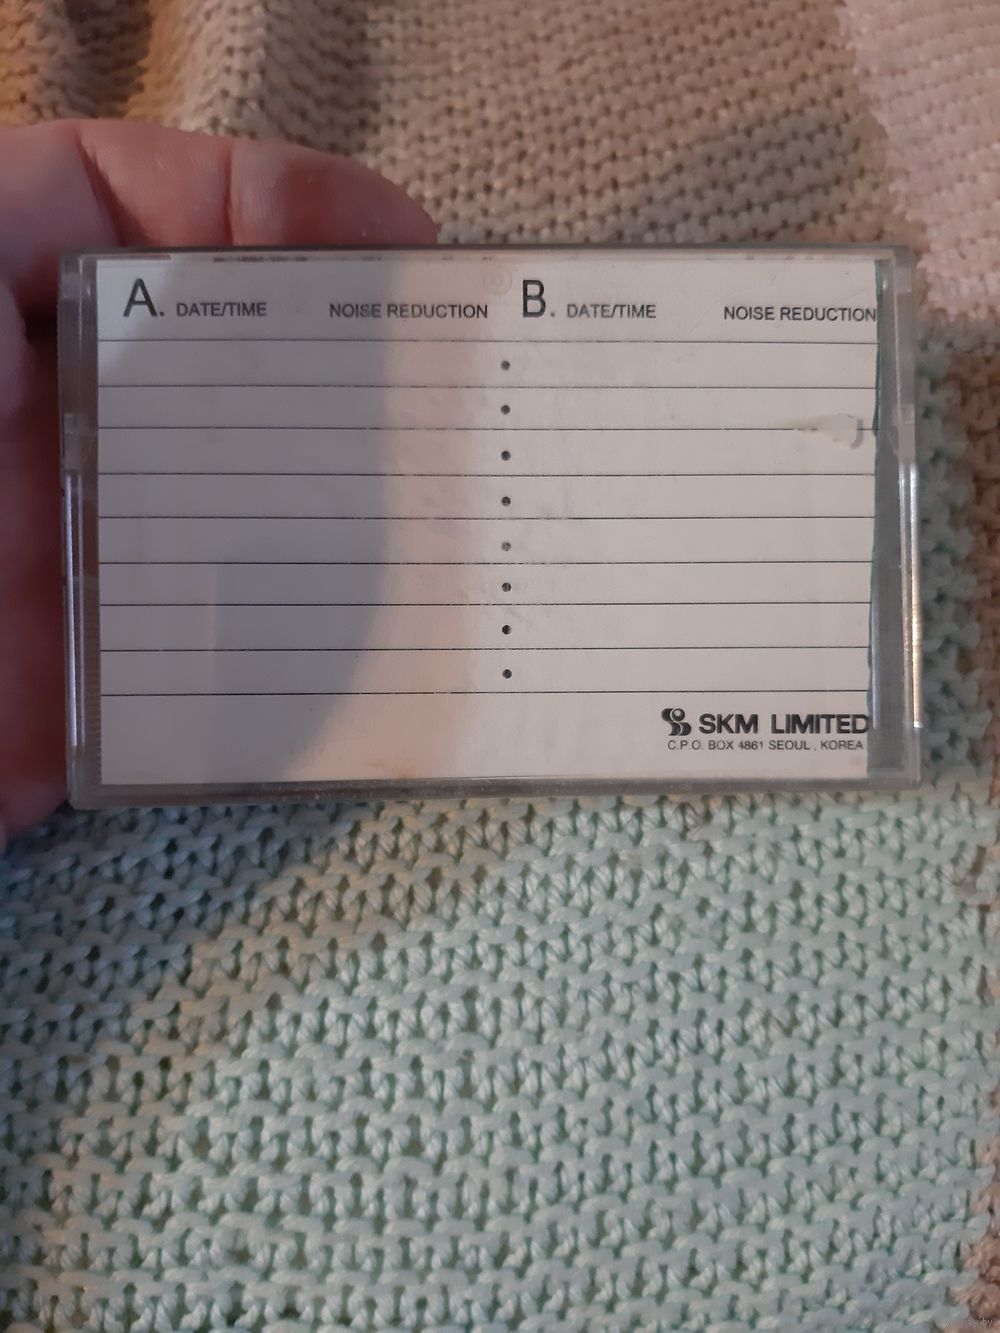 A. DATE/TIME NOISE REDUCTION B. DATE/TIME NOISE REDUCTION
SKM LIMITED
C.P.O. BOX 4861 SEOUL , KOREA